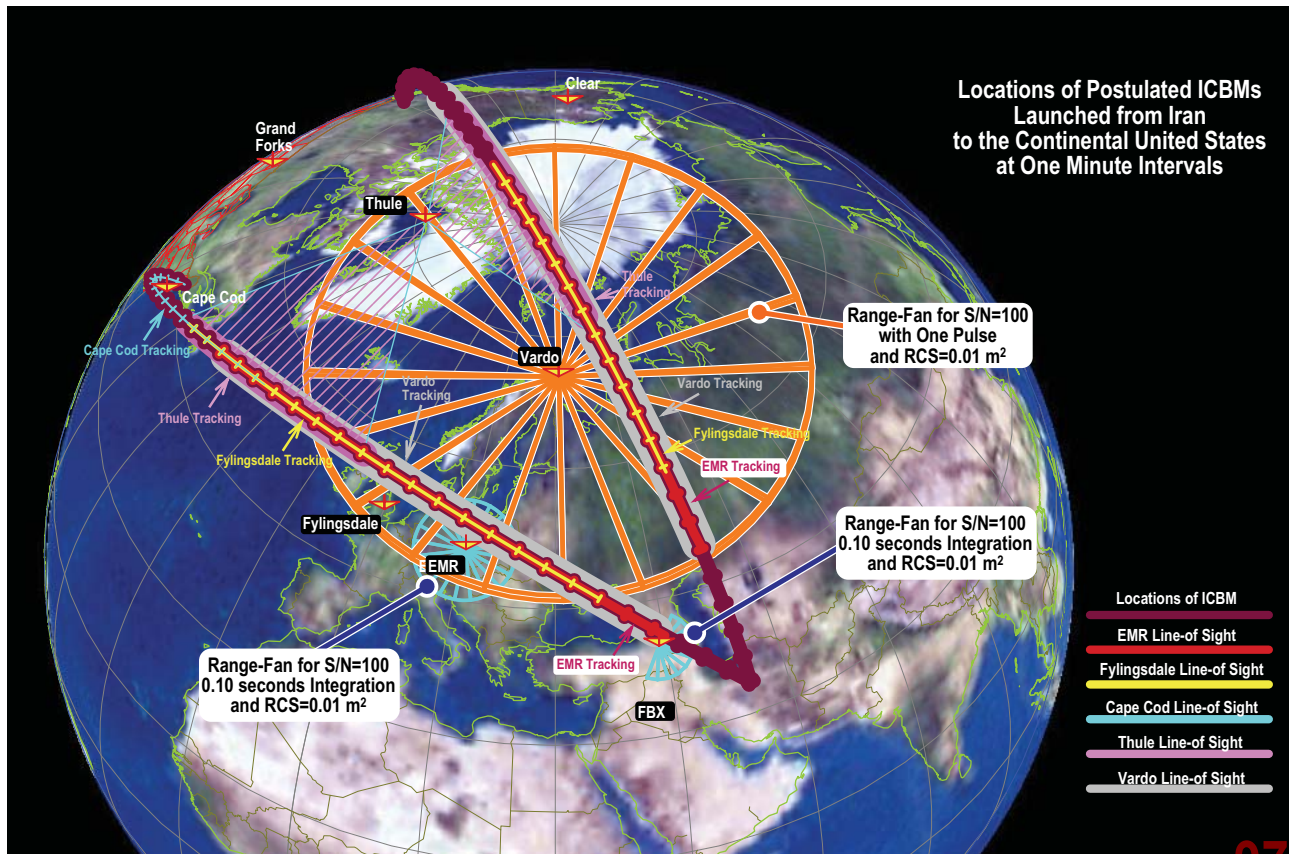 Locations of Postulated ICBMs
Launched from Iran
to the Continental United States
at One Minute Intervals
Clear
Grand
Forks
Thule
Cape Cod
Cape Cod Tracking
Thule Tracking
Fylingsdale Tracking
Vardo
Tracking
Thule
Tracking
Vardo
Vardo Tracking
Fylingsdale Tracking
EMR Tracking
Range-Fan for S/N=100
with One Pulse
and RCS=0.01 m²
Fylingsdale
EMR
Range-Fan for S/N=100
0.10 seconds Integration
and RCS=0.01 m²
Range-Fan for S/N=100
0.10 seconds Integration
and RCS=0.01 m²
EMR Tracking
FBX
Locations of ICBM
EMR Line-of Sight
Fylingsdale Line-of Sight
Cape Cod Line-of Sight
Thule Line-of Sight
Vardo Line-of Sight